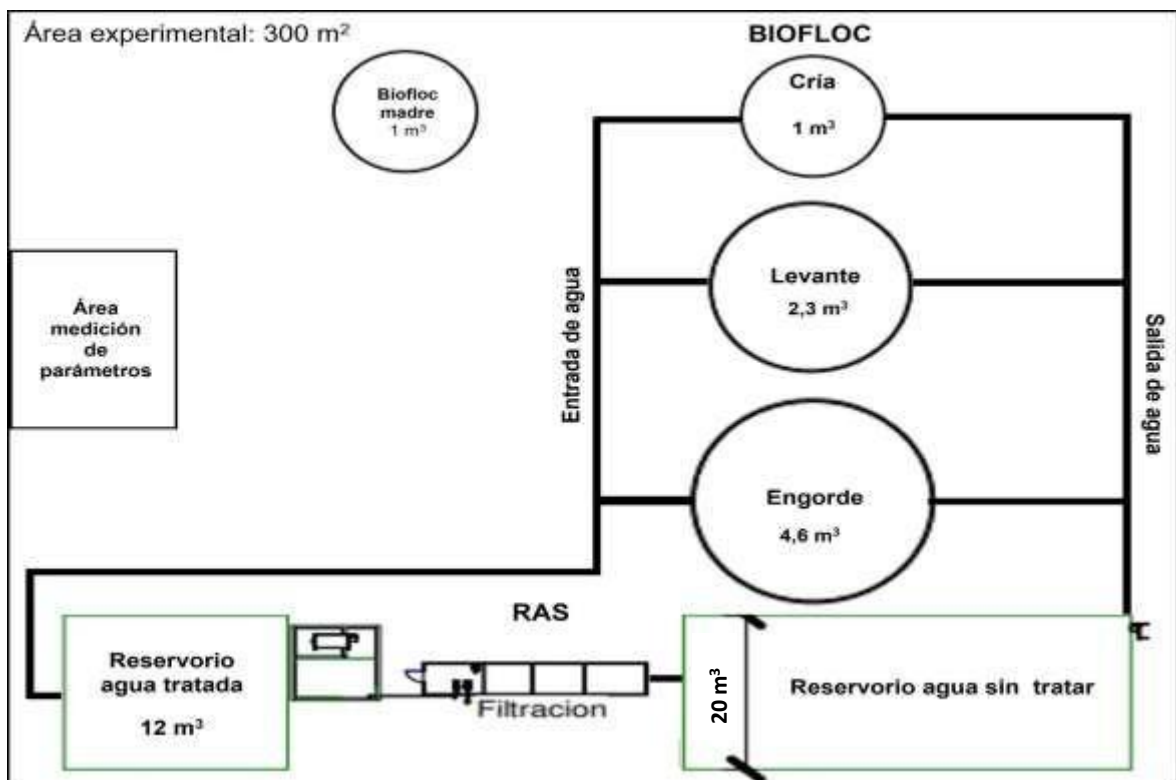 Área experimental: 300 m²
BIOFLOC
Biofloc
madre
1 m³
Cría
1 m³
Levante
2,3 m³
Engorde
4,6 m³
Entrada de agua
Salida de agua
Área
medición
de
parámetros
RAS
Reservorio
agua tratada
12 m³
Filtracion
20 m³
Reservorio agua sin tratar